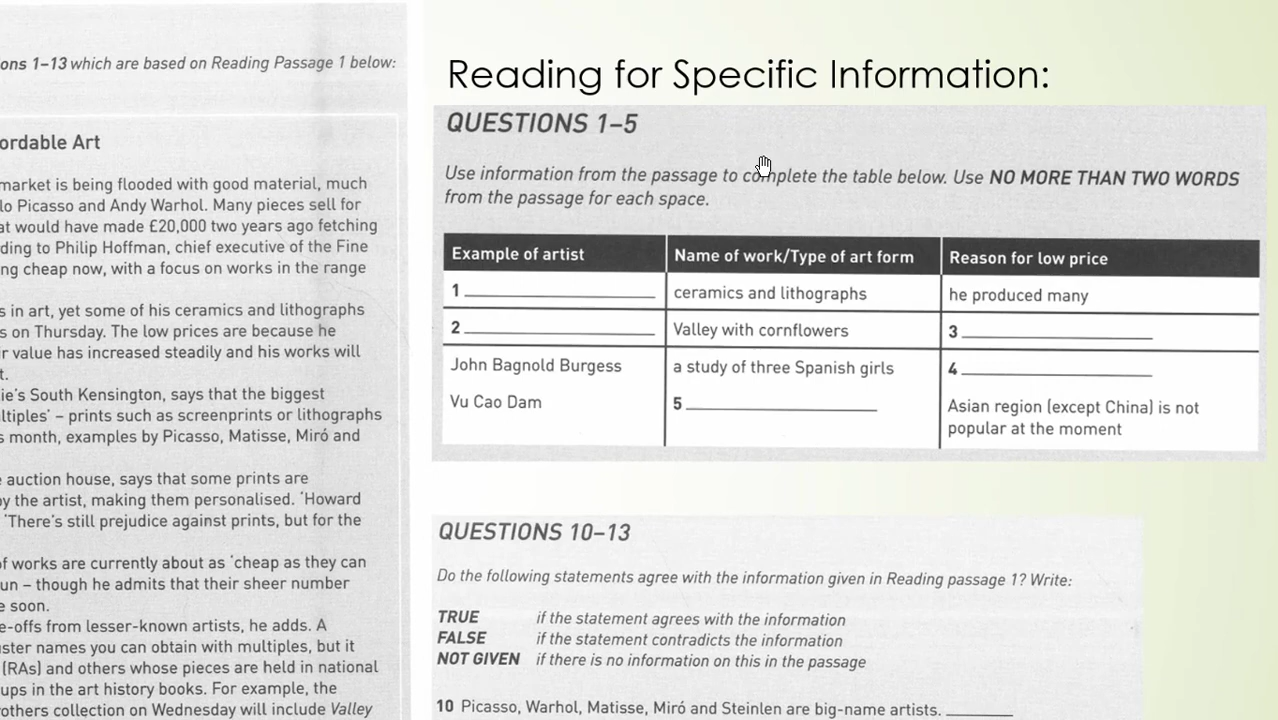 ons 1–13 which are based on Reading Passage 1 below:
ordable Art
market is being flooded with good material, much
lo Picasso and Andy Warhol. Many pieces sell for
at would have made £20,000 two years ago fetching
ding to Philip Hoffman, chief executive of the Fine
ng cheap now, with a focus on works in the range
s in art, yet some of his ceramics and lithographs
s on Thursday. The low prices are because he
r value has increased steadily and his works will
t.
ie's South Kensington, says that the biggest
ltiples' – prints such as screenprints or lithographs
s month, examples by Picasso, Matisse, Miró and
e auction house, says that some prints are
by the artist, making them personalised. 'Howard
'There's still prejudice against prints, but for the
of works are currently about as 'cheap as they can
un – though he admits that their sheer number
e soon.
e-offs from lesser-known artists, he adds. A
uster names you can obtain with multiples, but it
(RAs) and others whose pieces are held in national
ups in the art history books. For example, the
rothers collection on Wednesday will include Valley
Reading for Specific Information:
QUESTIONS 1–5
Use information from the passage to complete the table below. Use NO MORE THAN TWO WORDS
from the passage for each space.
Example of artist Name of work/Type of art form Reason for low price
1 ____________ ceramics and lithographs he produced many
2 ____________ Valley with cornflowers 3 ____________
John Bagnold Burgess a study of three Spanish girls 4 ____________
Vu Cao Dam 5 ____________ Asian region (except China) is not
popular at the moment
QUESTIONS 10–13
Do the following statements agree with the information given in Reading passage 1? Write:
TRUE if the statement agrees with the information
FALSE if the statement contradicts the information
NOT GIVEN if there is no information on this in the passage
10 Picasso, Warhol, Matisse, Miró and Steinlen are big-name artists. ________